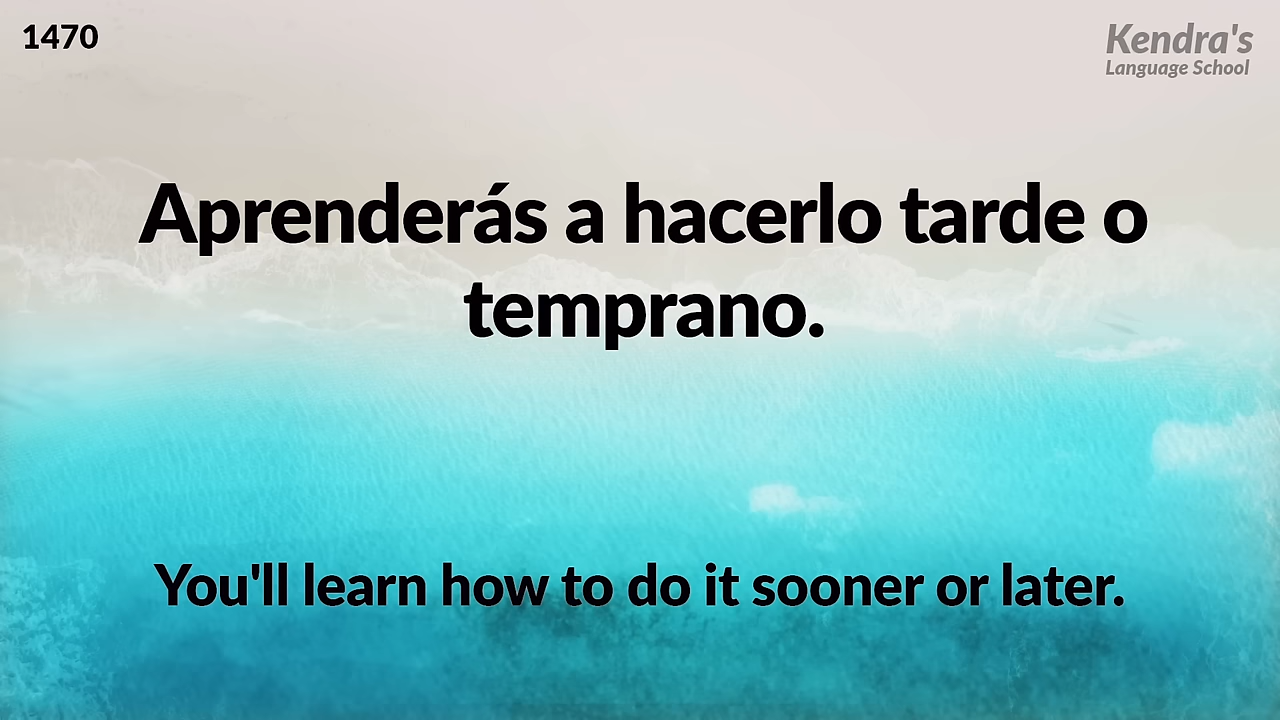 1470
Kendra's
Language School
Aprenderás a hacerlo tarde o
temprano.
You'll learn how to do it sooner or later.